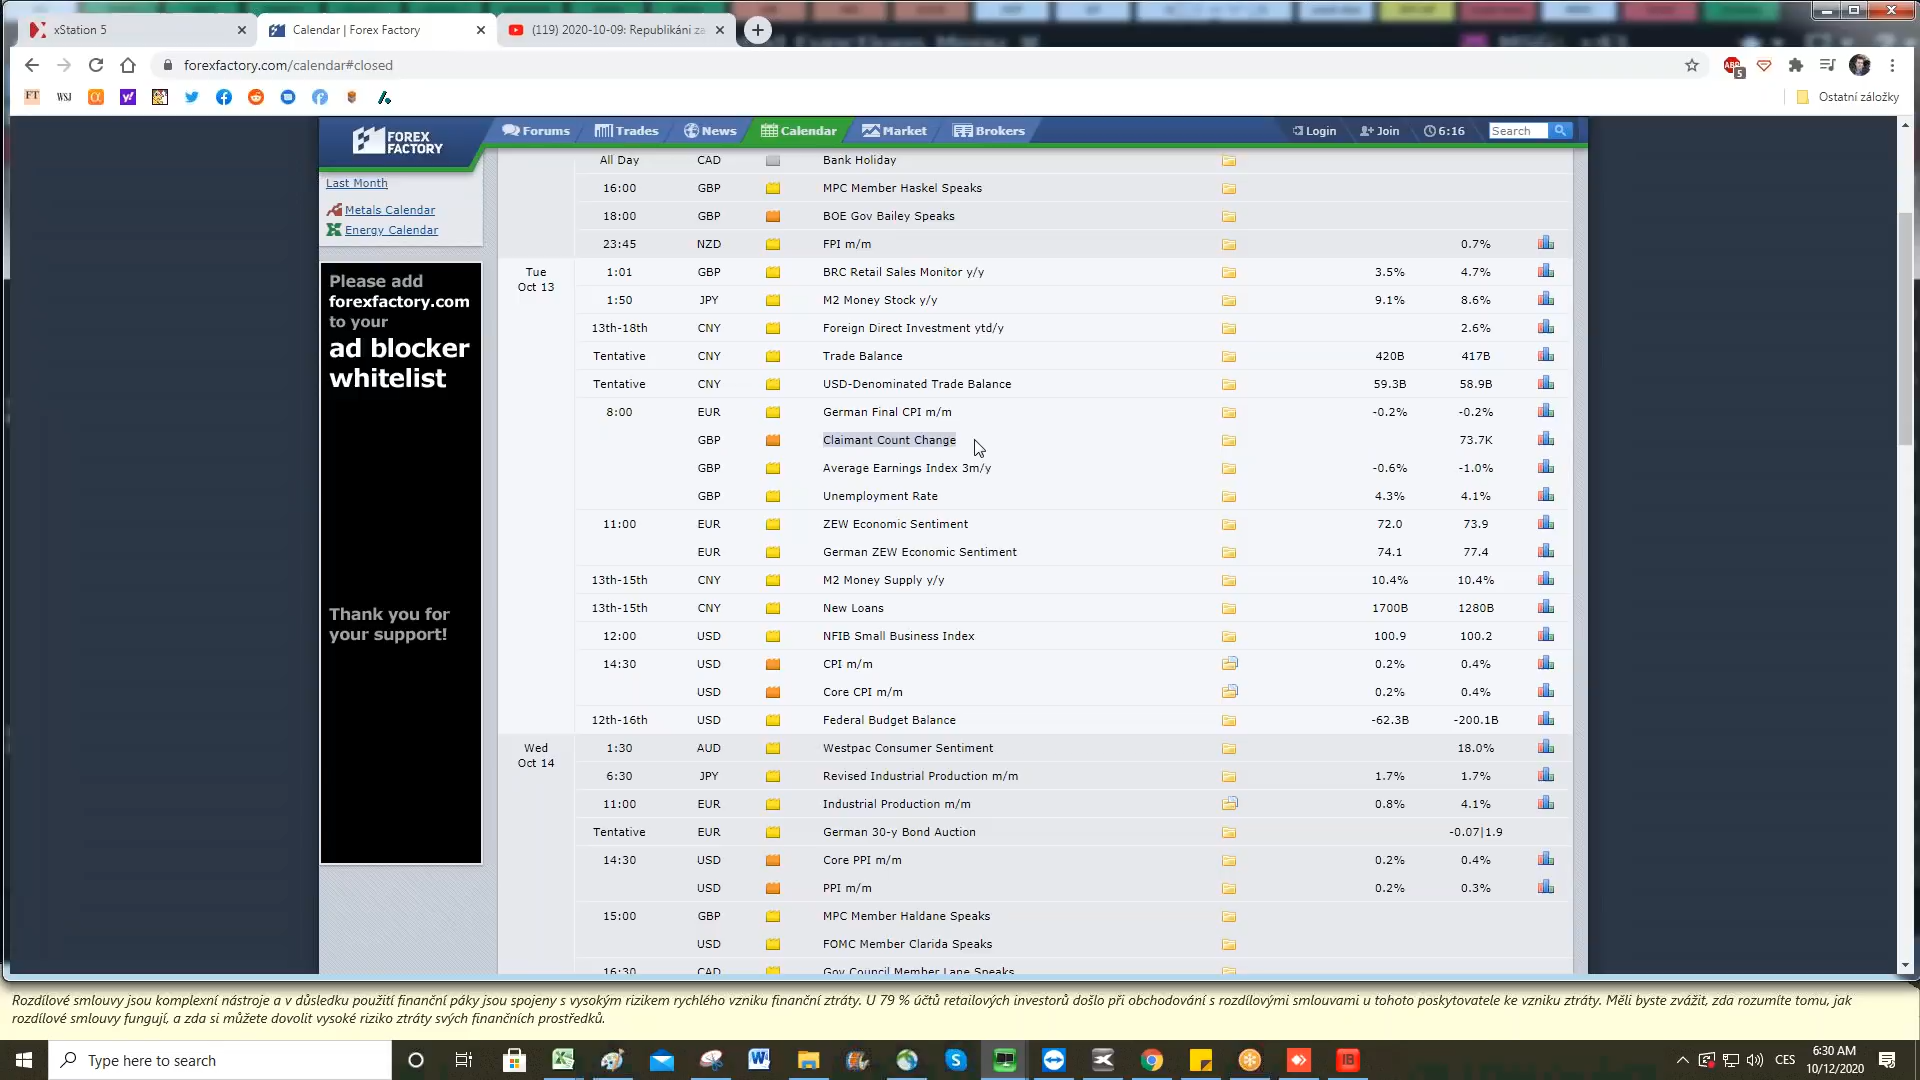 xStation 5
Calendar | Forex Factory
(119) 2020-10-09: Republikáni za
forexfactory.com/calendar#closed
ABP 5
FT WSJ
Ostatní záložky
FOREX FACTORY
Forums Trades News Calendar Market Brokers Login Join 6:16 Search
Last Month
Metals Calendar
Energy Calendar
Please add
forexfactory.com
to your
ad blocker
whitelist
Thank you for
your support!
All Day CAD Bank Holiday
16:00 GBP MPC Member Haskel Speaks
18:00 GBP BOE Gov Bailey Speaks
23:45 NZD FPI m/m 0.7%
Tue Oct 13 1:01 GBP BRC Retail Sales Monitor y/y 3.5% 4.7%
1:50 JPY M2 Money Stock y/y 9.1% 8.6%
13th-18th CNY Foreign Direct Investment ytd/y 2.6%
Tentative CNY Trade Balance 420B 417B
Tentative CNY USD-Denominated Trade Balance 59.3B 58.9B
8:00 EUR German Final CPI m/m -0.2% -0.2%
GBP Claimant Count Change 73.7K
GBP Average Earnings Index 3m/y -0.6% -1.0%
GBP Unemployment Rate 4.3% 4.1%
11:00 EUR ZEW Economic Sentiment 72.0 73.9
EUR German ZEW Economic Sentiment 74.1 77.4
13th-15th CNY M2 Money Supply y/y 10.4% 10.4%
13th-15th CNY New Loans 1700B 1280B
12:00 USD NFIB Small Business Index 100.9 100.2
14:30 USD CPI m/m 0.2% 0.4%
USD Core CPI m/m 0.2% 0.4%
12th-16th USD Federal Budget Balance -62.3B -200.1B
Wed Oct 14 1:30 AUD Westpac Consumer Sentiment 18.0%
6:30 JPY Revised Industrial Production m/m 1.7% 1.7%
11:00 EUR Industrial Production m/m 0.8% 4.1%
Tentative EUR German 30-y Bond Auction -0.07|1.9
14:30 USD Core PPI m/m 0.2% 0.4%
USD PPI m/m 0.2% 0.3%
15:00 GBP MPC Member Haldane Speaks
USD FOMC Member Clarida Speaks
16:30 CAD Gov Council Member Lane Speaks
Rozdílové smlouvy jsou komplexní nástroje a v důsledku použití finanční páky jsou spojeny s vysokým rizikem rychlého vzniku finanční ztráty. U 79 % účtů retailových investorů došlo při obchodování s rozdílovými smlouvami u tohoto poskytovatele ke vzniku ztráty. Měli byste zvážit, zda rozumíte tomu, jak
rozdílové smlouvy fungují, a zda si můžete dovolit vysoké riziko ztráty svých finančních prostředků.
Type here to search
CES
6:30 AM
10/12/2020